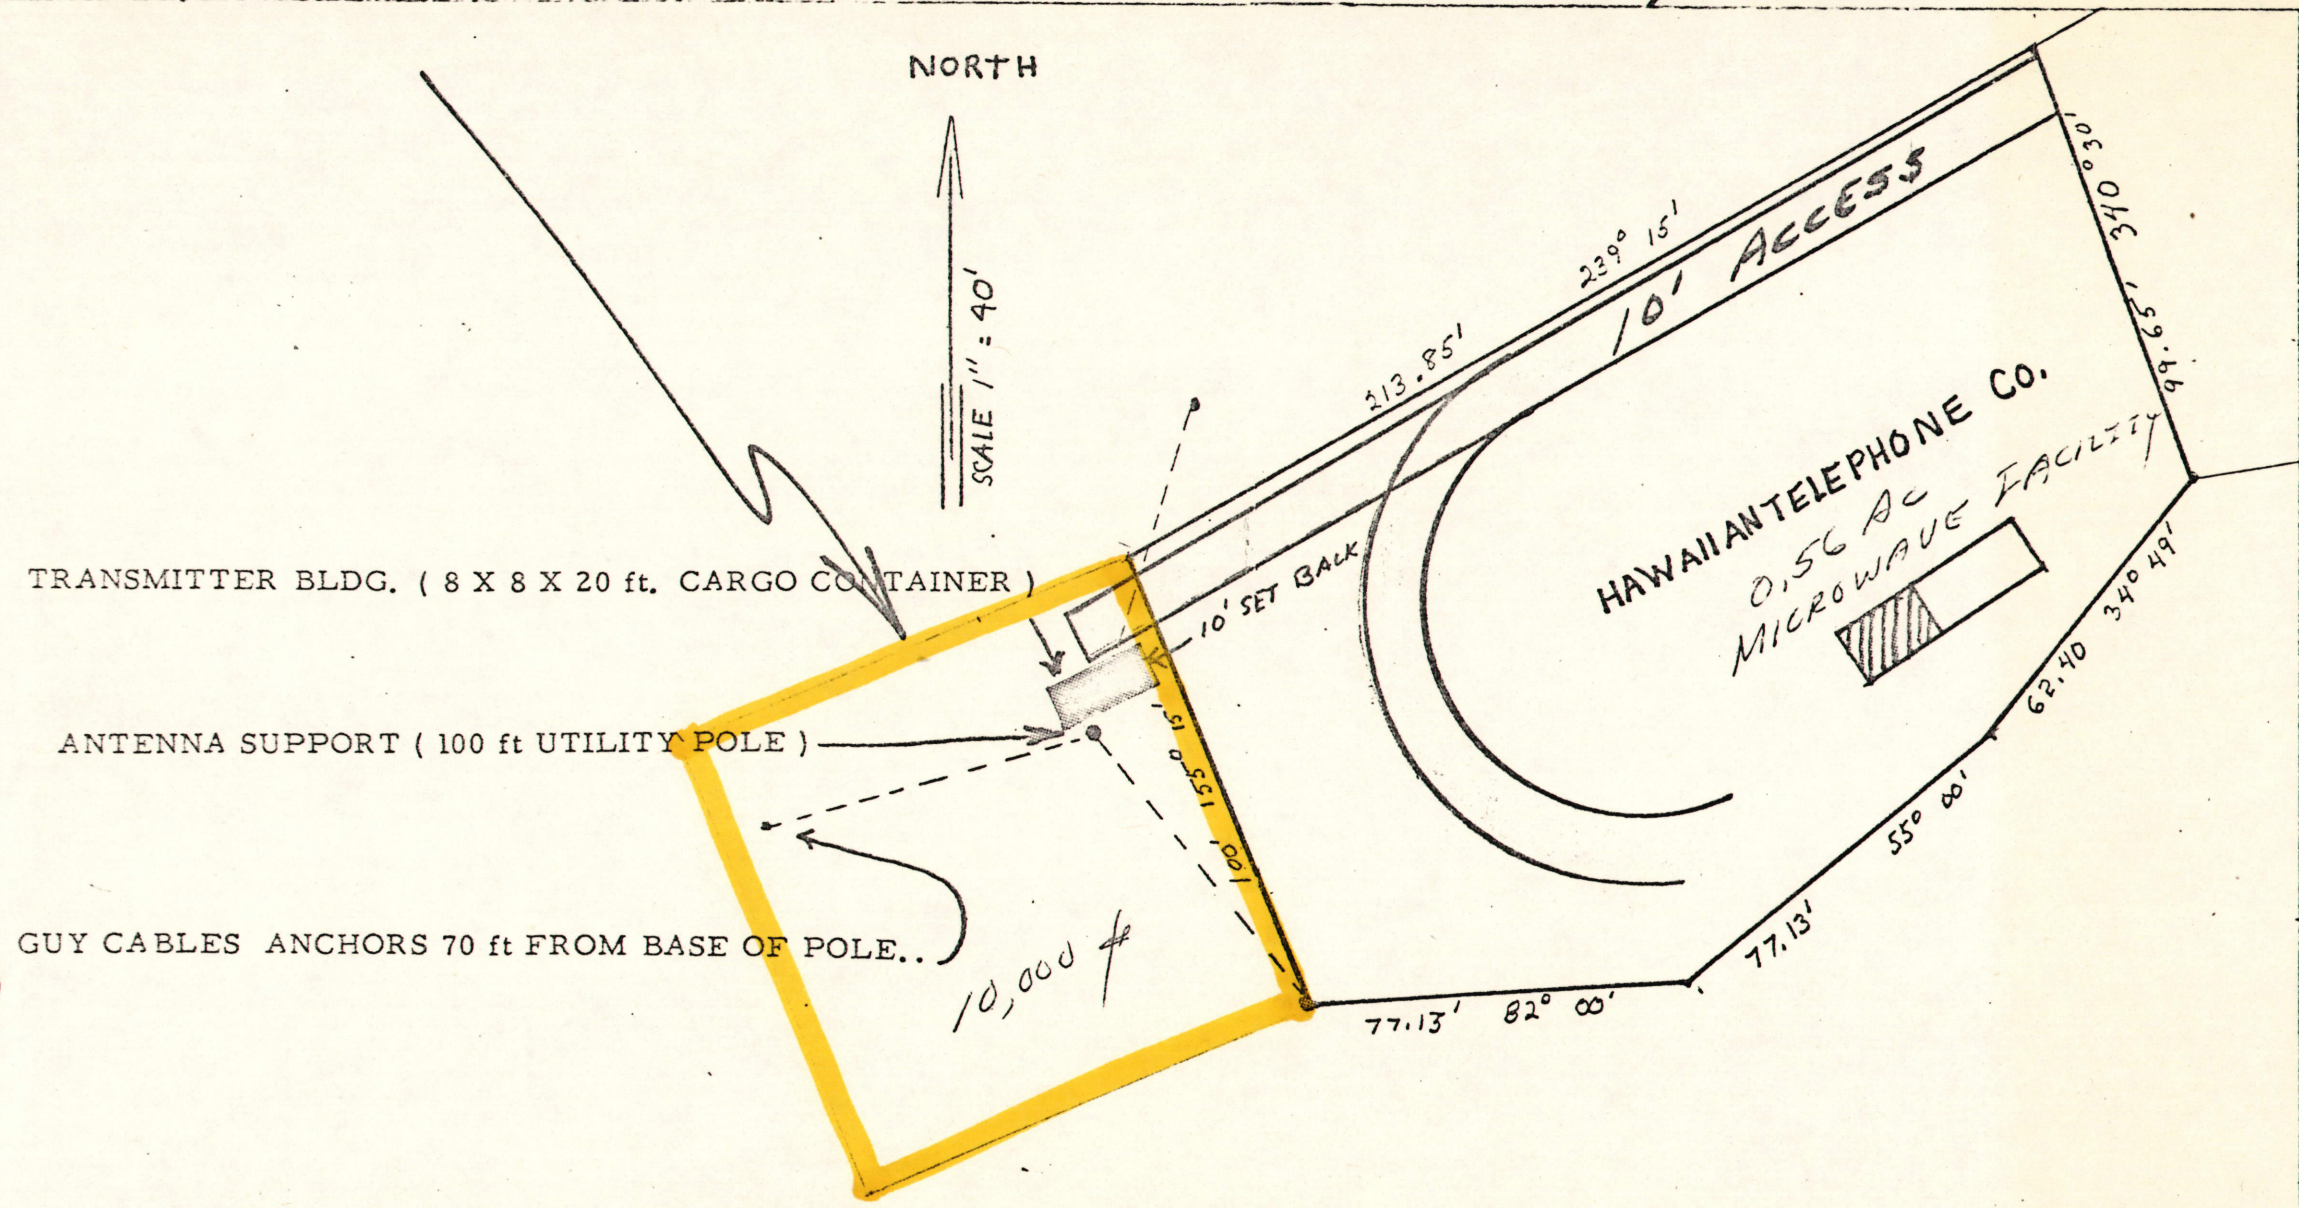 NORTH
SCALE 1" = 40'
239° 15'
213.85'
10' ACCESS
340° 30'
99.65'
HAWAIIAN TELEPHONE CO.
0.56 AC
MICROWAVE FACILITY
34° 49'
62.40
55° 00'
77.13'
77.13' 82° 00'
10' SET BACK
155° 15'
100'
TRANSMITTER BLDG. ( 8 X 8 X 20 ft. CARGO CONTAINER )
ANTENNA SUPPORT ( 100 ft UTILITY POLE )
GUY CABLES ANCHORS 70 ft FROM BASE OF POLE..
10,000